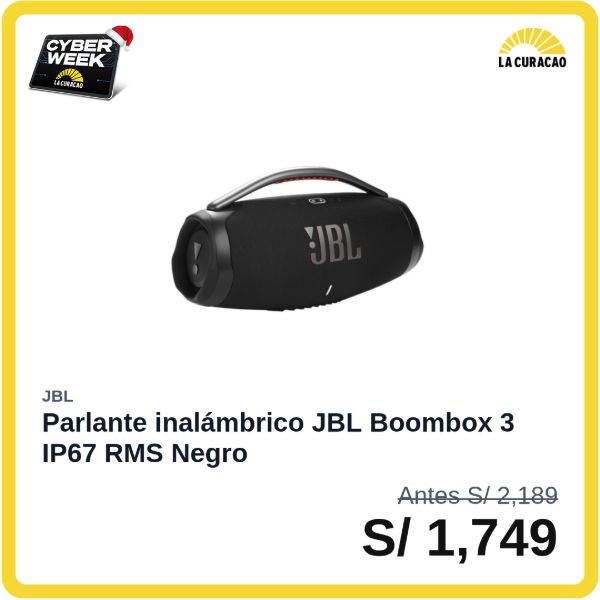 CYBER
WEEK
LA CURACAO
LA CURACAO
JBL
JBL
Parlante inalámbrico JBL Boombox 3
IP67 RMS Negro
Antes S/ 2,189
S/ 1,749